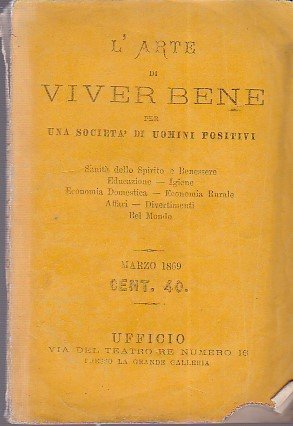 L'ARTE
DI
VIVER BENE
PER
UNA SOCIETA' DI UOMINI POSITIVI
Sanità dello Spirito e Benessere
Educazione — Igiene
Economia Domestica — Economia Rurale
Affari — Divertimenti
Bel Mondo
MARZO 1869
CENT. 40.
UFFICIO
VIA DEL TEATRO RE NUMERO 16
PRESSO LA GRANDE GALLERIA